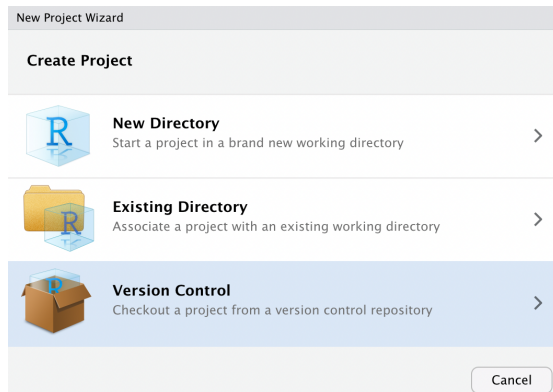 New Project Wizard
Create Project
R
New Directory
Start a project in a brand new working directory
R
Existing Directory
Associate a project with an existing working directory
R
Version Control
Checkout a project from a version control repository
Cancel